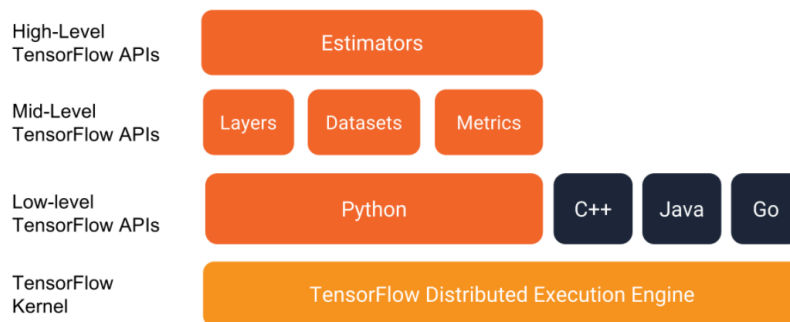 High-Level
TensorFlow APIs
Estimators
Mid-Level
TensorFlow APIs
Layers
Datasets
Metrics
Low-level
TensorFlow APIs
Python
C++
Java
Go
TensorFlow
Kernel
TensorFlow Distributed Execution Engine